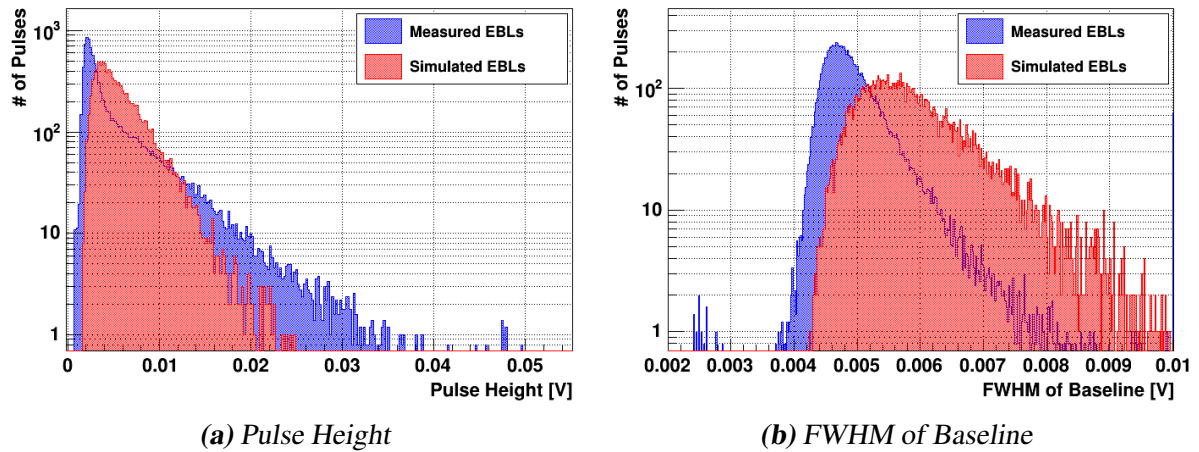 # of Pulses
10³
10²
10
1
Measured EBLs
Simulated EBLs
0
0.01
0.02
0.03
0.04
0.05
Pulse Height [V]
(a) Pulse Height
# of Pulses
10²
10
1
Measured EBLs
Simulated EBLs
0.002
0.003
0.004
0.005
0.006
0.007
0.008
0.009
0.01
FWHM of Baseline [V]
(b) FWHM of Baseline